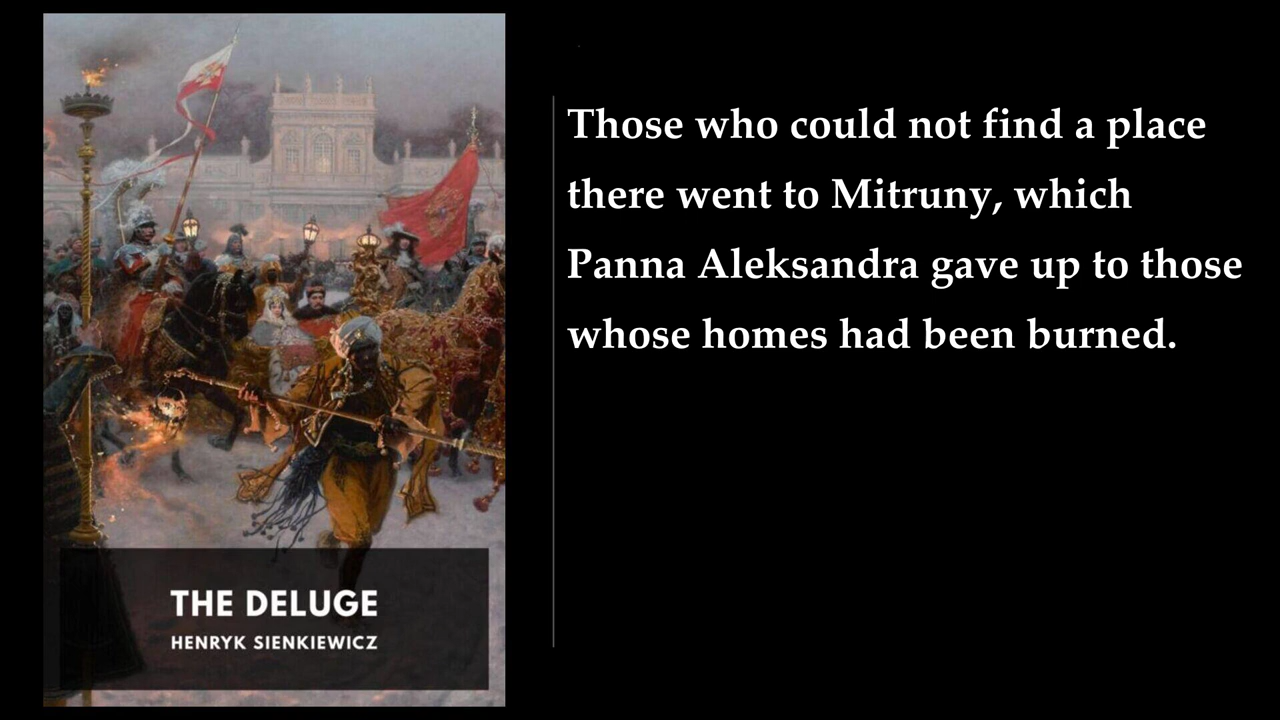 THE DELUGE
HENRYK SIENKIEWICZ
Those who could not find a place
there went to Mitruny, which
Panna Aleksandra gave up to those
whose homes had been burned.